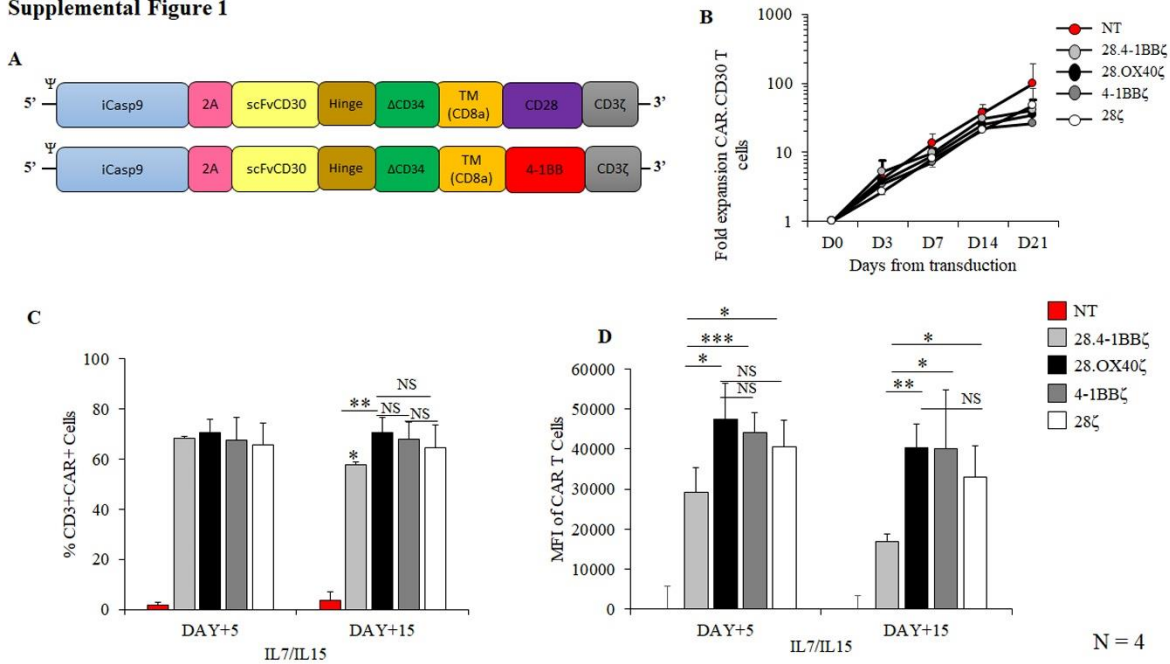 Supplemental Figure 1
A
Ψ
5’ iCasp9 2A scFvCD30 Hinge ΔCD34 TM (CD8a) CD28 CD3ζ 3’
Ψ
5’ iCasp9 2A scFvCD30 Hinge ΔCD34 TM (CD8a) 4-1BB CD3ζ 3’
B
Fold expansion CAR.CD30 T
cells
1000
100
10
1
D0 D3 D7 D14 D21
Days from transduction
NT
28.4-1BBζ
28.OX40ζ
4-1BBζ
28ζ
C
% CD3+CAR+ Cells
100
80
60
40
20
0
NS
** NS NS
*
DAY+5 DAY+15
IL7/IL15
D
MFI of CAR T Cells
60000
50000
40000
30000
20000
10000
0
*
***
*
NS
NS
*
*
**
NS
DAY+5 DAY+15
IL7/IL15
NT
28.4-1BBζ
28.OX40ζ
4-1BBζ
28ζ
N = 4